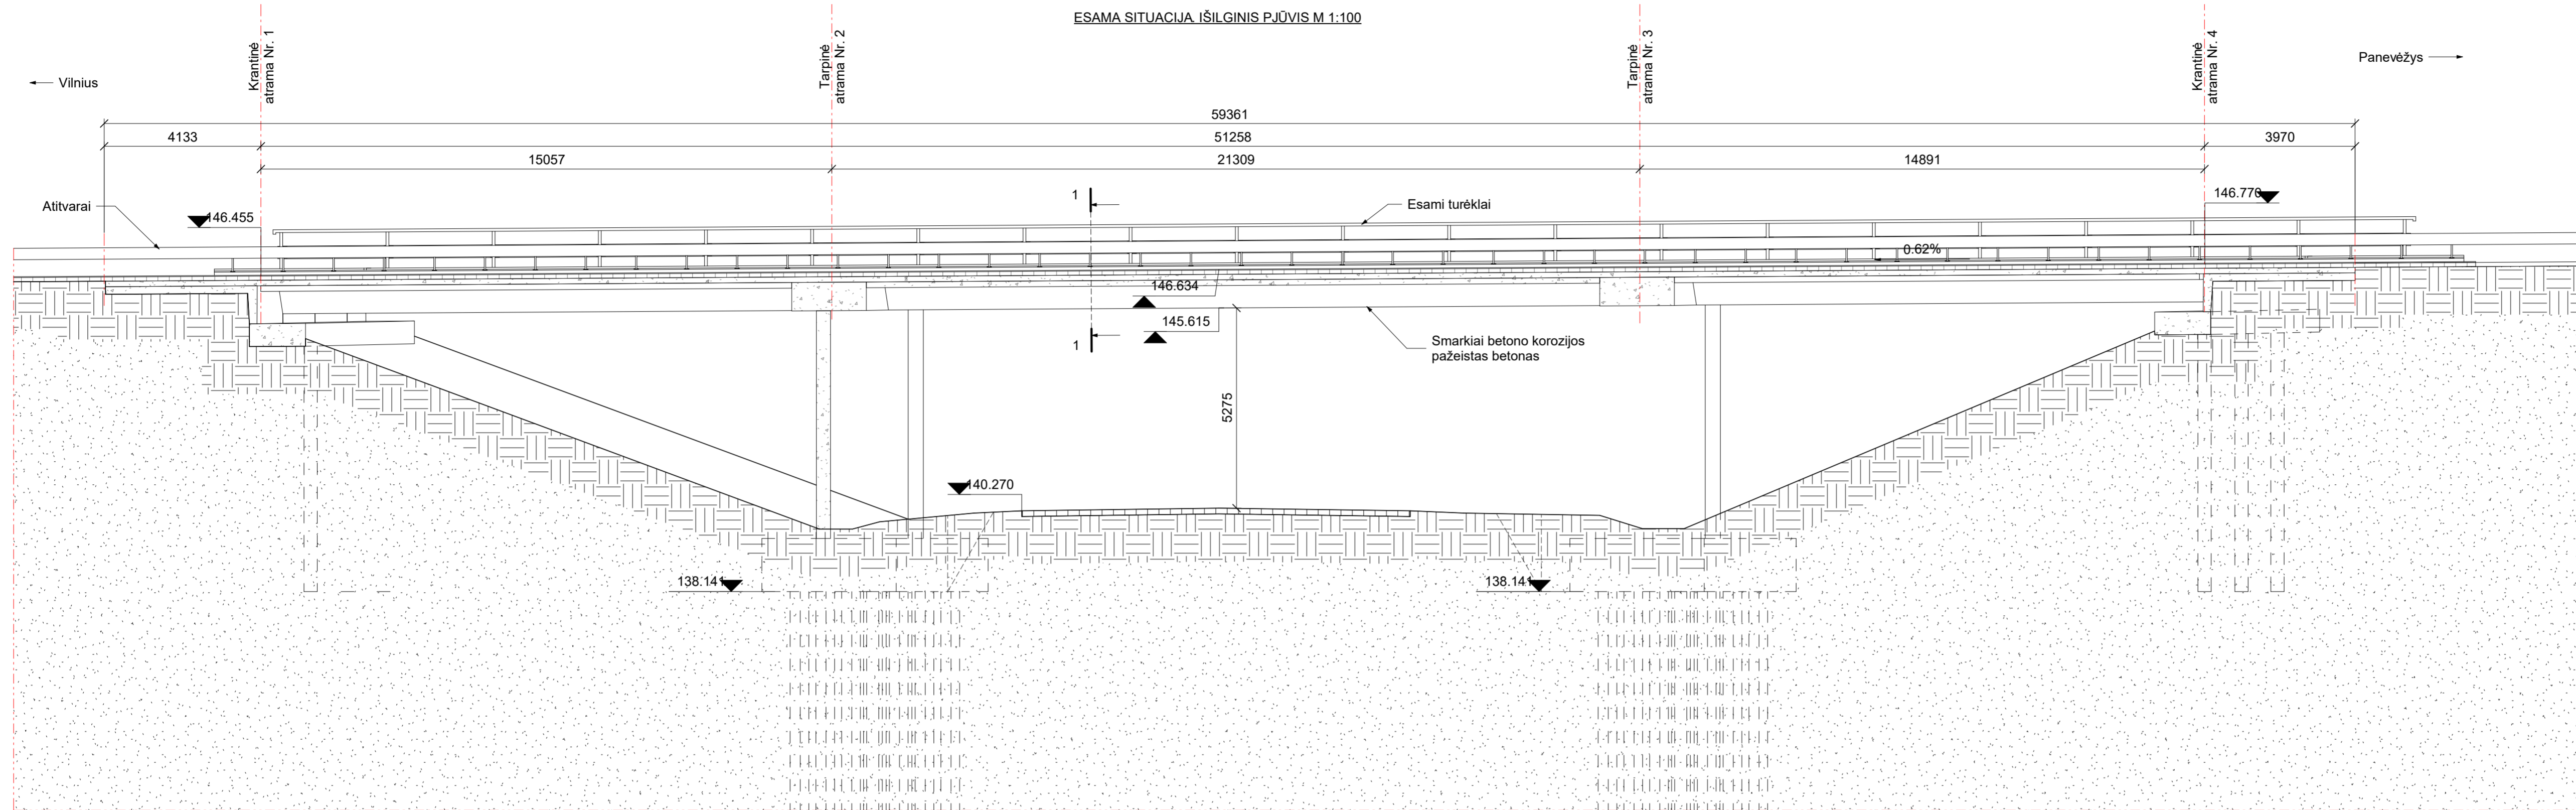 ESAMA SITUACIJA. IŠILGINIS PJŪVIS M 1:100
Krantinė
atrama Nr. 1
Tarpinė
atrama Nr. 2
Tarpinė
atrama Nr. 3
Krantinė
atrama Nr. 4
Vilnius
Panevėžys
59361
4133
51258
3970
15057
21309
14891
Atitvarai
146.455
1
Esami turėklai
146.770
0.62%
146.634
145.615
1
Smarkiai betono korozijos
pažeistas betonas
5275
140.270
138.141
138.141